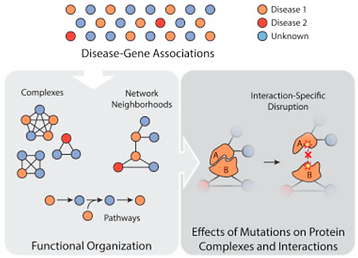 Disease 1
Disease 2
Unknown
Disease-Gene Associations
Complexes
Network
Neighborhoods
Pathways
Functional Organization
Interaction-Specific
Disruption
A
B
A
B
Effects of Mutations on Protein
Complexes and Interactions